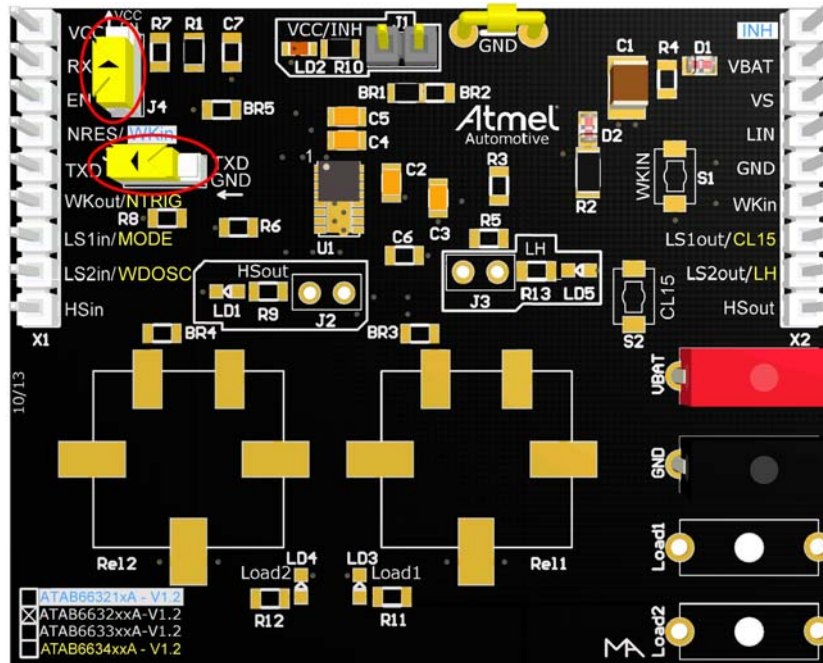 VCC
RX
EN
NRES/WKin
TXD
WKout/NTRIG
LS1in/MODE
LS2in/WDOSC
HSin
X1
VCC
J4
R7
R1
C7
BR5
TXD
GND
R8
R6
VCC/INH
LD2
R10
J1
GND
BR1
BR2
C5
C4
1
U1
C2
C3
C6
Atmel
Automotive
R3
R5
C1
R4
D1
D2
R2
WKIN
S1
HSout
LD1
R9
J2
LH
J3
R13
LD5
CL15
S2
INH
VBAT
VS
LIN
GND
WKin
LS1out/CL15
LS2out/LH
HSout
X2
BR4
BR3
10/13
Rel2
Rel1
VBAT
GND
Load1
Load2
LD4
Load2
R12
LD3
Load1
R11
ATAB66321xA - V1.2
ATAB6632xxA-V1.2
ATAB6633xxA-V1.2
ATAB6634xxA - V1.2